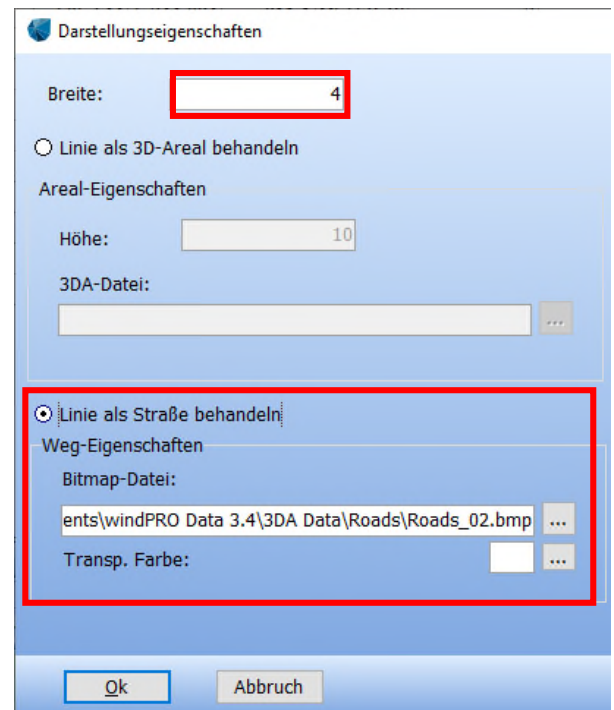 Darstellungseigenschaften
Breite:
4
Linie als 3D-Areal behandeln
Areal-Eigenschaften
Höhe:
10
3DA-Datei:
...
Linie als Straße behandeln
Weg-Eigenschaften
Bitmap-Datei:
ents\windPRO Data 3.4\3DA Data\Roads\Roads_02.bmp ...
Transp. Farbe: ...
Ok Abbruch